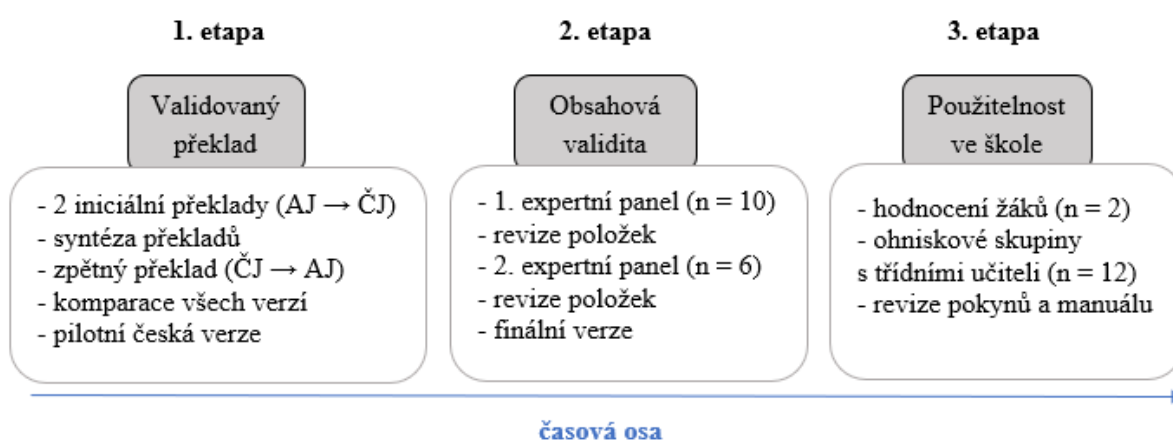 1. etapa
2. etapa
3. etapa
Validovaný
překlad
Obsahová
validita
Použitelnost
ve škole
- 2 iniciální překlady (AJ → ČJ)
- syntéza překladů
- zpětný překlad (ČJ → AJ)
- komparace všech verzí
- pilotní česká verze
- 1. expertní panel (n = 10)
- revize položek
- 2. expertní panel (n = 6)
- revize položek
- finální verze
- hodnocení žáků (n = 2)
- ohniskové skupiny
s třídními učiteli (n = 12)
- revize pokynů a manuálu
časová osa